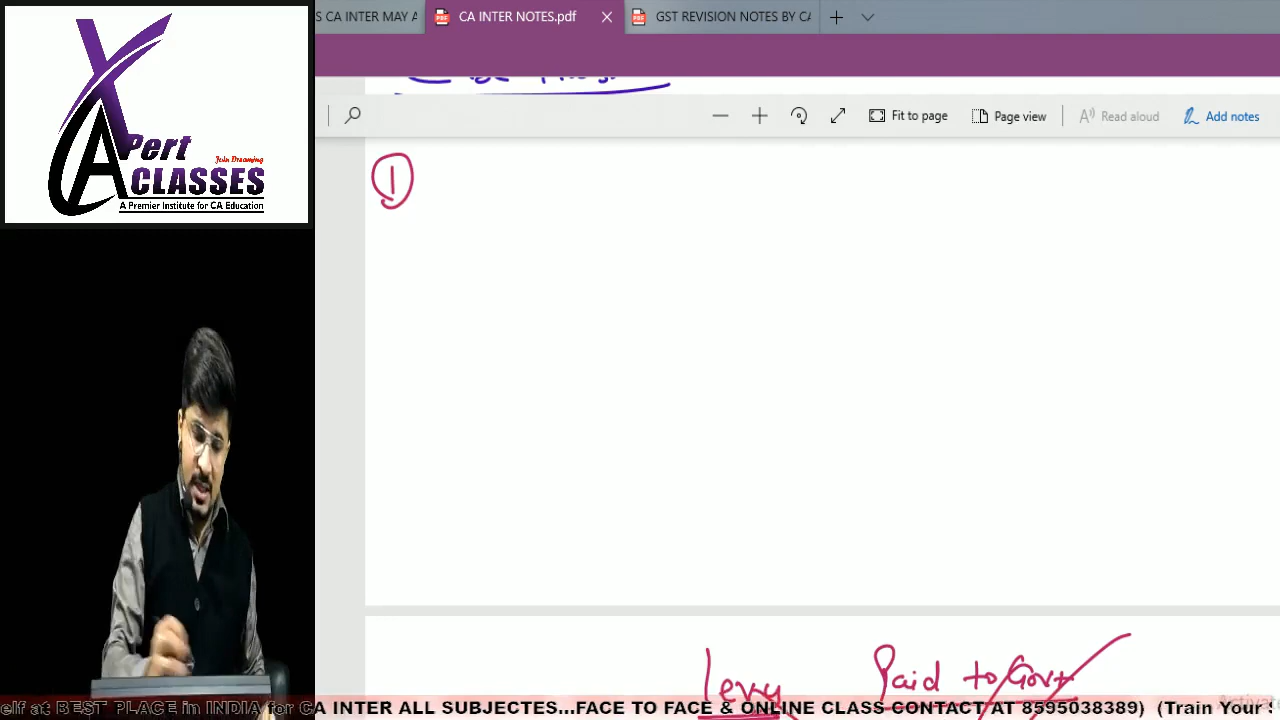 S CA INTER MAY A
CA INTER NOTES.pdf
GST REVISION NOTES BY CA
Fit to page
Page view
Read aloud
Add notes
XPert
Join Dreaming
CA CLASSES
A Premier Institute for CA Education
1
Levy Paid to Govt
Activat
elf at BEST PLACE in INDIA for CA INTER ALL SUBJECTES...FACE TO FACE & ONLINE CLASS CONTACT AT 8595038389) (Train Your S